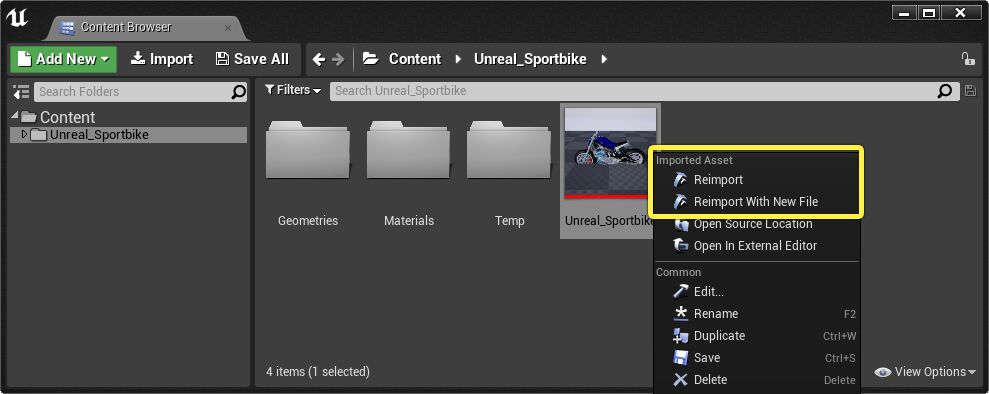 Content Browser
Add New
Import
Save All
Content
Unreal_Sportbike
Search Folders
Filters
Search Unreal_Sportbike
Content
Unreal_Sportbike
Geometries
Materials
Temp
Unreal_Sportbike
Imported Asset
Reimport
Reimport With New File
Open Source Location
Open In External Editor
Common
Edit...
Rename F2
Duplicate Ctrl+W
Save Ctrl+S
Delete Delete
4 items (1 selected)
View Options